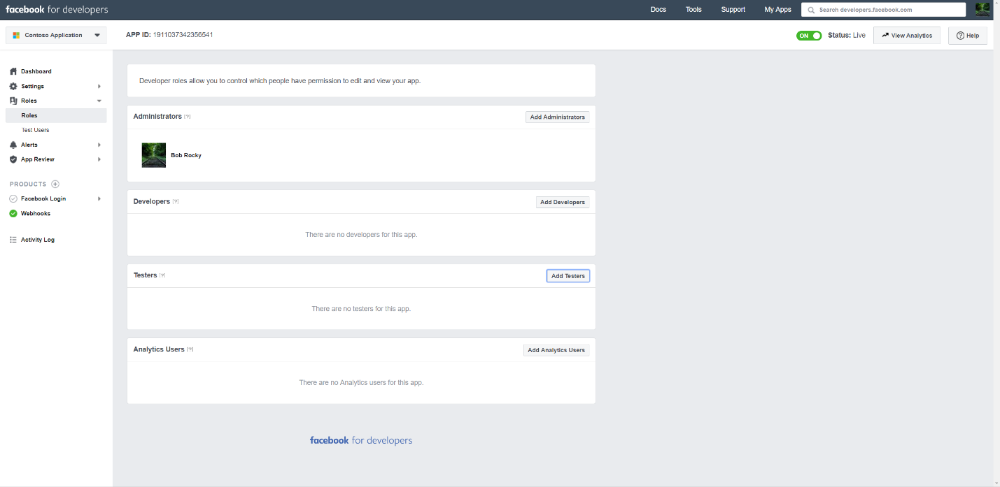 facebook for developers
Docs
Tools
Support
My Apps
Search developers.facebook.com
Contoso Application
APP ID: 1911037342356541
ON
Status: Live
View Analytics
Help
Dashboard
Settings
Roles
Roles
Test Users
Alerts
App Review
PRODUCTS
Facebook Login
Webhooks
Activity Log
Developer roles allow you to control which people have permission to edit and view your app.
Administrators [?]
Add Administrators
Bob Rocky
Developers [?]
Add Developers
There are no developers for this app.
Testers [?]
Add Testers
There are no testers for this app.
Analytics Users [?]
Add Analytics Users
There are no Analytics users for this app.
facebook for developers